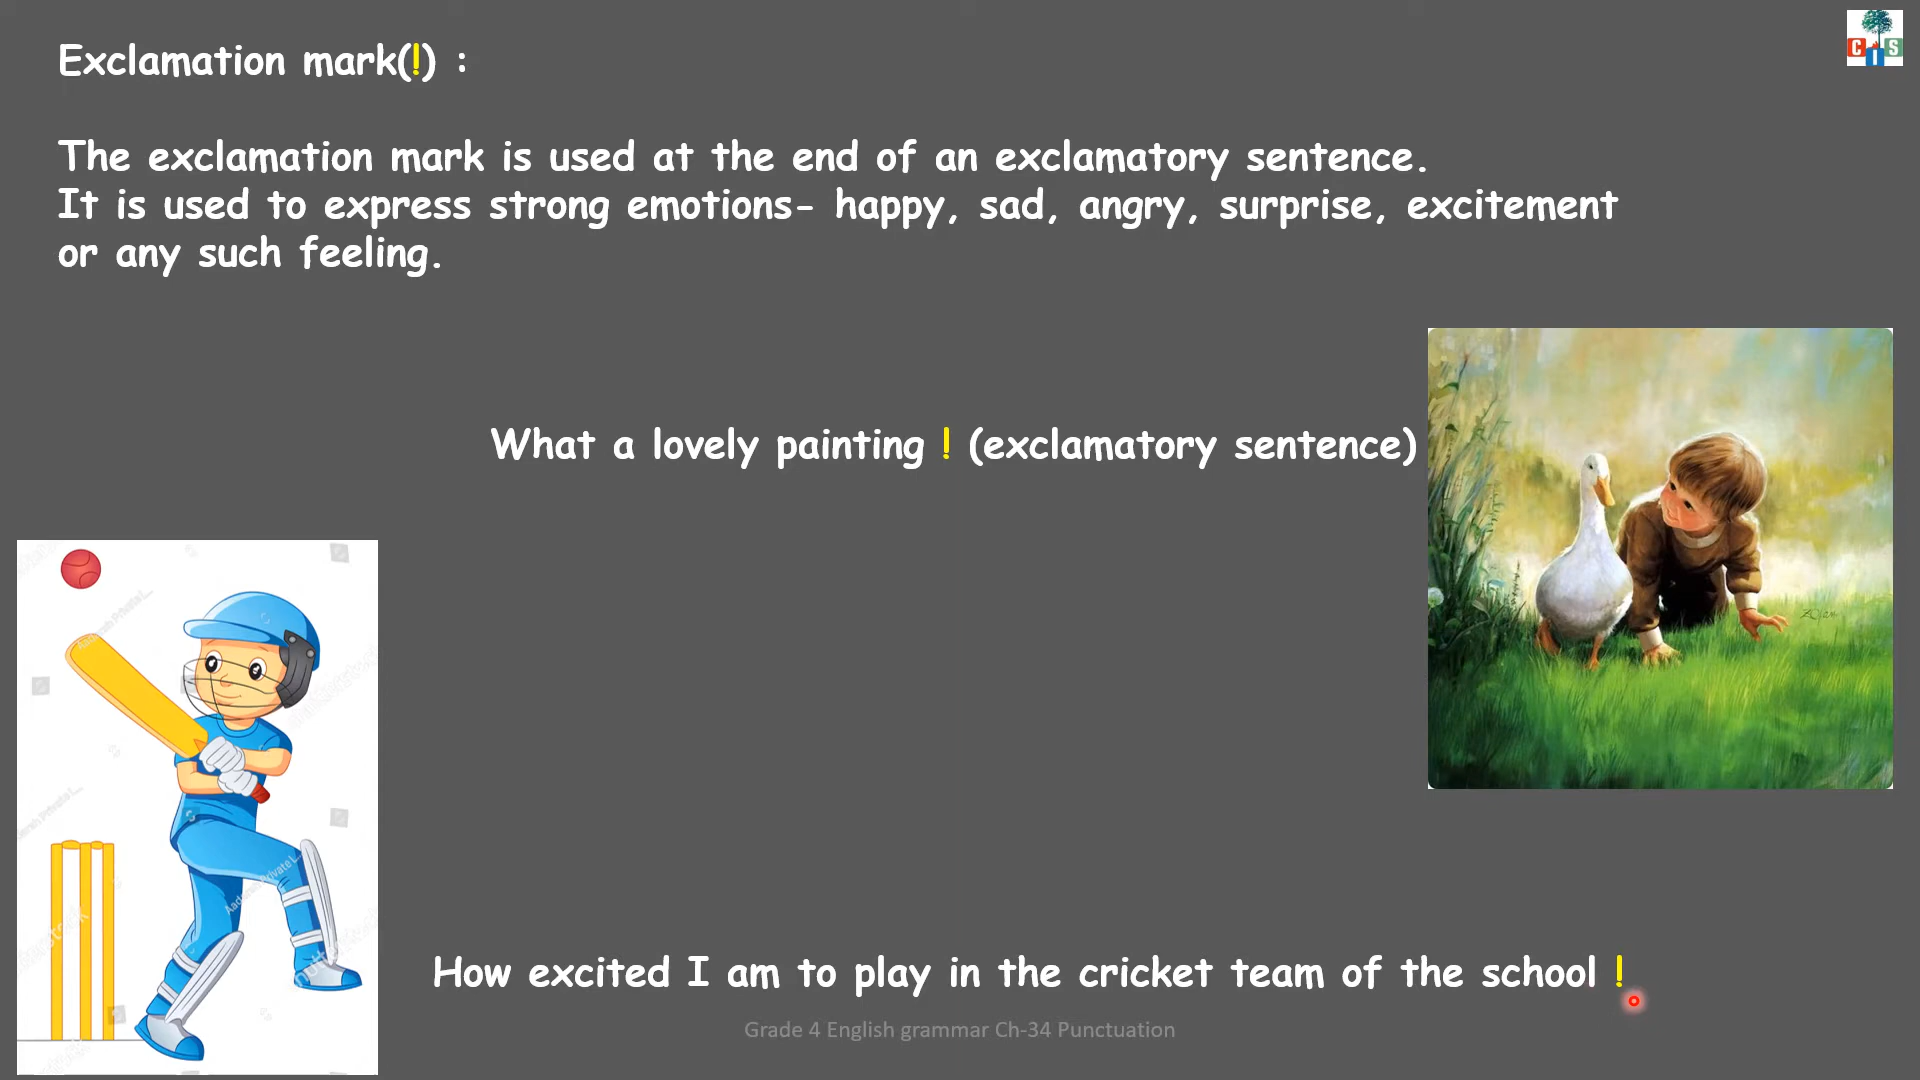 Exclamation mark(!) :
C I S
The exclamation mark is used at the end of an exclamatory sentence.
It is used to express strong emotions- happy, sad, angry, surprise, excitement
or any such feeling.
What a lovely painting ! (exclamatory sentence)
How excited I am to play in the cricket team of the school !
Grade 4 English grammar Ch-34 Punctuation